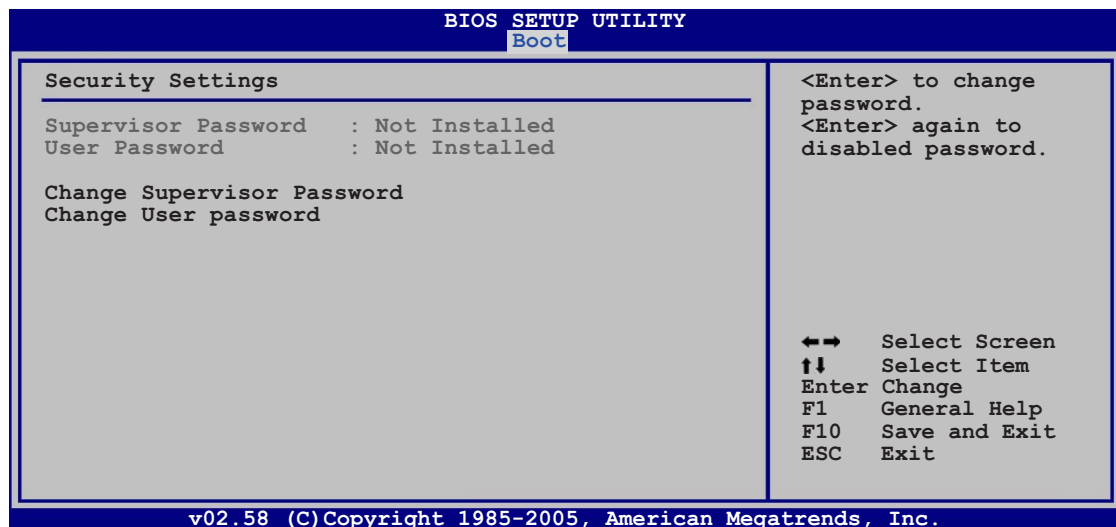 BIOS SETUP UTILITY
Boot
Security Settings
Supervisor Password : Not Installed
User Password : Not Installed
Change Supervisor Password
Change User password
<Enter> to change
password.
<Enter> again to
disabled password.
←→ Select Screen
↑↓ Select Item
Enter Change
F1 General Help
F10 Save and Exit
ESC Exit
v02.58 (C)Copyright 1985-2005, American Megatrends, Inc.